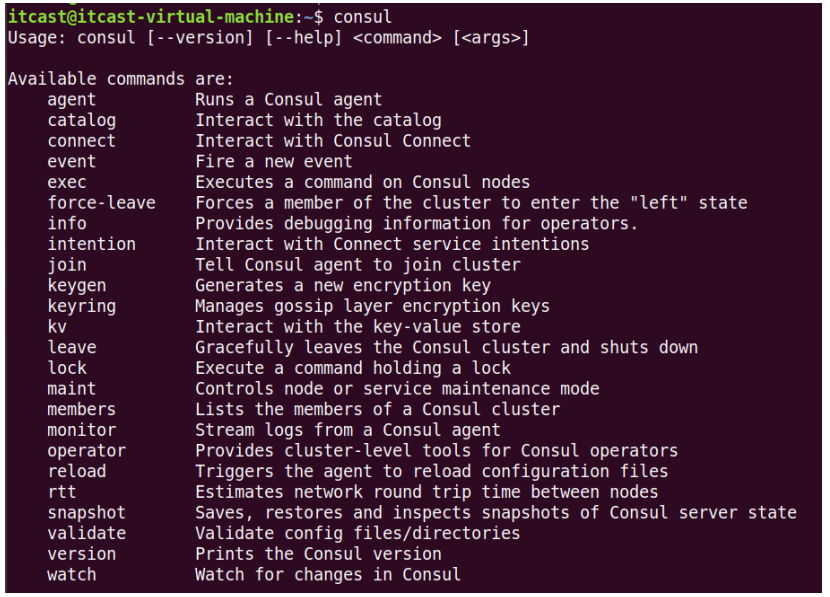 itcast@itcast-virtual-machine:~$ consul
Usage: consul [--version] [--help] <command> [<args>]

Available commands are:
    agent          Runs a Consul agent
    catalog        Interact with the catalog
    connect        Interact with Consul Connect
    event          Fire a new event
    exec           Executes a command on Consul nodes
    force-leave    Forces a member of the cluster to enter the "left" state
    info           Provides debugging information for operators.
    intention      Interact with Connect service intentions
    join           Tell Consul agent to join cluster
    keygen         Generates a new encryption key
    keyring        Manages gossip layer encryption keys
    kv             Interact with the key-value store
    leave          Gracefully leaves the Consul cluster and shuts down
    lock           Execute a command holding a lock
    maint          Controls node or service maintenance mode
    members        Lists the members of a Consul cluster
    monitor        Stream logs from a Consul agent
    operator       Provides cluster-level tools for Consul operators
    reload         Triggers the agent to reload configuration files
    rtt            Estimates network round trip time between nodes
    snapshot       Saves, restores and inspects snapshots of Consul server state
    validate       Validate config files/directories
    version        Prints the Consul version
    watch          Watch for changes in Consul